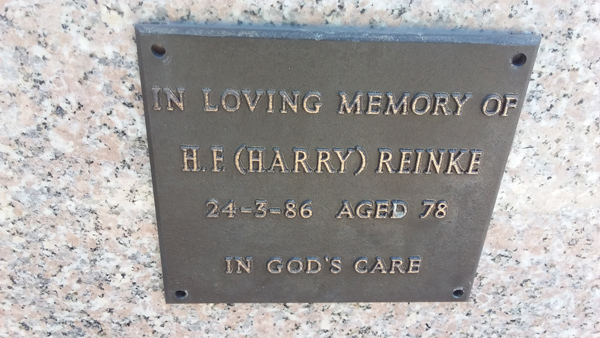 IN LOVING MEMORY OF
H.F. (HARRY) REINKE
24-3-86 AGED 78
IN GOD'S CARE